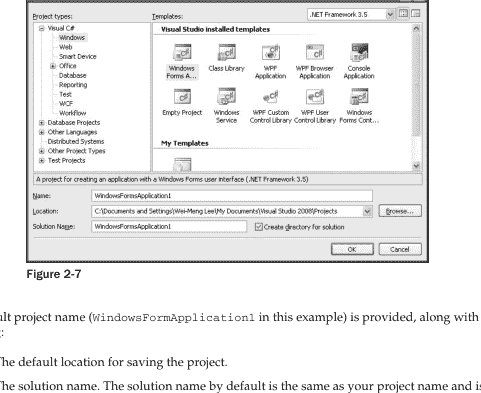 Project types:
Templates:
.NET Framework 3.5
Visual C#
Windows
Web
Smart Device
Office
Database
Reporting
Test
WCF
Workflow
Database Projects
Other Languages
Distributed Systems
Other Project Types
Test Projects
Visual Studio installed templates
Windows Forms A...
Class Library
WPF Application
WPF Browser Application
Console Application
Empty Project
Windows Service
WPF Custom Control Library
WPF User Control Library
Windows Forms Cont...
My Templates
A project for creating an application with a Windows Forms user interface (.NET Framework 3.5)
Name:
WindowsFormsApplication1
Location:
C:\Documents and Settings\Wei-Meng Lee\My Documents\Visual Studio 2008\Projects
Browse...
Solution Name:
WindowsFormsApplication1
Create directory for solution
OK
Cancel
Figure 2-7
ult project name (WindowsFormApplication1 in this example) is provided, along with
:
The default location for saving the project.
The solution name. The solution name by default is the same as your project name and is